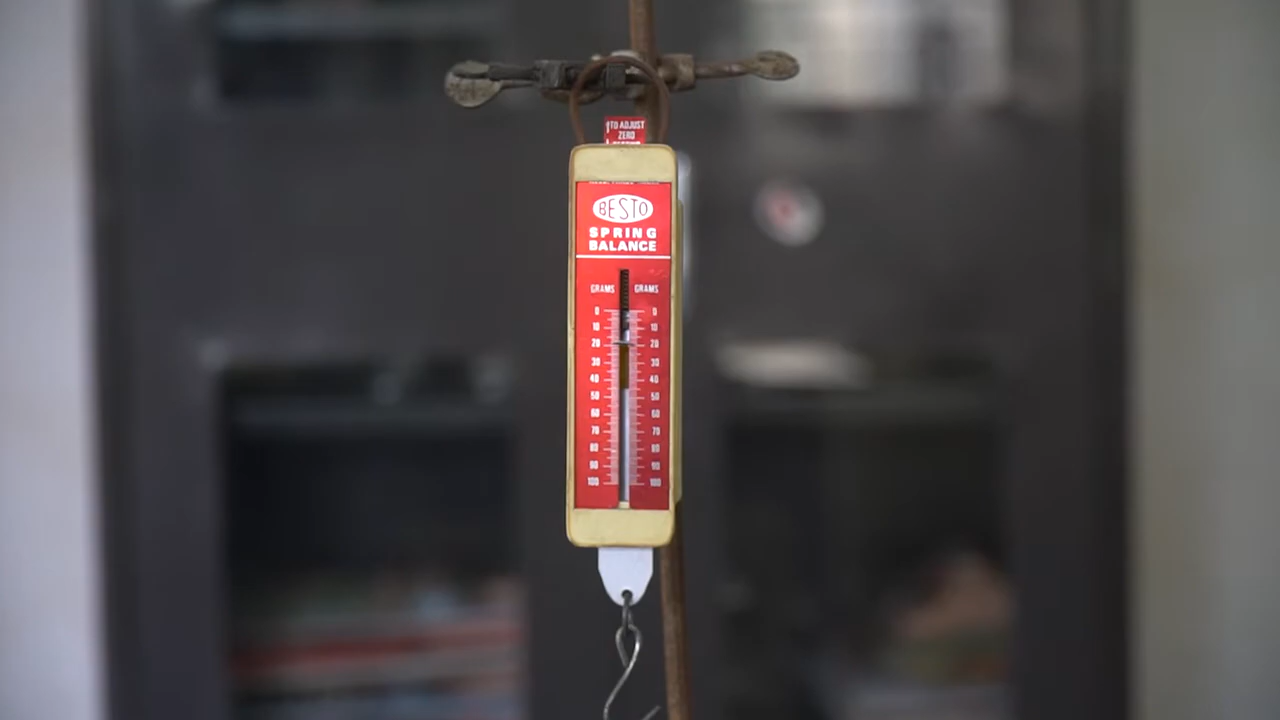 TO ADJUST
ZERO
BESTO
SPRING
BALANCE
GRAMS GRAMS
0 0
10 10
20 20
30 30
40 40
50 50
60 60
70 70
80 80
90 90
100 100